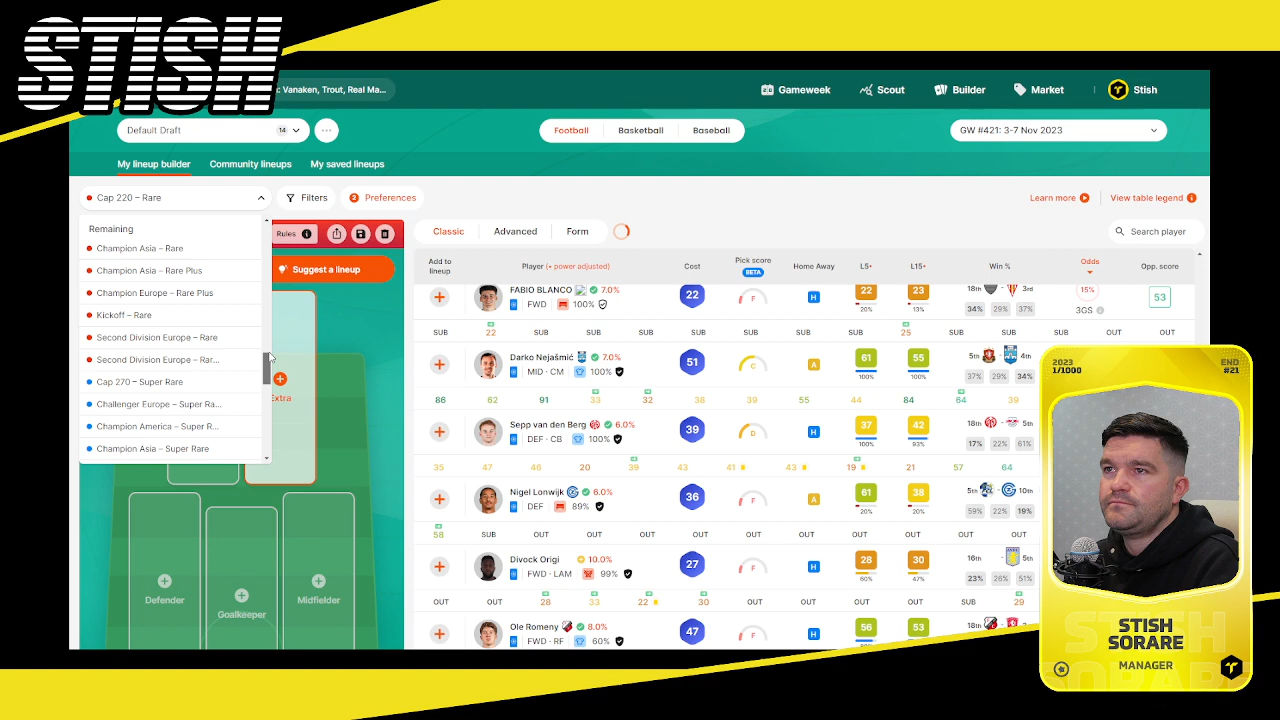 STISH
: Vanaken, Trout, Real Ma...
Gameweek
Scout
Builder
Market
Stish
Default Draft
14
Football
Basketball
Baseball
GW #421: 3-7 Nov 2023
My lineup builder
Community lineups
My saved lineups
Cap 220 – Rare
Filters
2 Preferences
Learn more
View table legend
Remaining
Champion Asia – Rare
Champion Asia – Rare Plus
Champion Europe – Rare Plus
Kickoff – Rare
Second Division Europe – Rare
Second Division Europe – Rar...
Cap 270 – Super Rare
Challenger Europe – Super Ra...
Champion America – Super R...
Champion Asia – Super Rare
Rules
Suggest a lineup
Extra
Defender
Goalkeeper
Midfielder
Classic
Advanced
Form
Search player
Add to lineup
Player (• power adjusted)
Cost
Pick score
BETA
Home Away
L5•
L15•
Win %
Odds
Opp. score
FABIO BLANCO 7.0%
FWD 100%
22
F
H
22 20%
23 13%
18th 3rd
34% 29% 37%
15%
3GS
53
SUB 22 SUB SUB SUB SUB SUB SUB SUB 25 SUB SUB SUB OUT OUT
Darko Nejašmić 7.0%
MID · CM 100%
51
C
A
61 100%
55 100%
5th 4th
37% 29% 34%
86 62 91 33 32 38 39 55 44 84 64 39
Sepp van den Berg 6.0%
DEF · CB 100%
39
D
H
37 100%
42 93%
18th 5th
17% 22% 61%
35 47 46 20 39 43 41 43 19 21 57 64
Nigel Lonwijk 6.0%
DEF 89%
36
F
A
61 20%
38 20%
5th 10th
59% 22% 19%
58 SUB OUT OUT OUT OUT OUT OUT OUT OUT OUT OUT
Divock Origi 10.0%
FWD · LAM 99%
27
F
H
28 60%
30 47%
16th 5th
23% 26% 51%
OUT OUT 28 33 22 30 OUT OUT OUT OUT SUB 29
Ole Romeny 8.0%
FWD · RF 60%
47
F
H
56
53
18th 3rd
2023
1/1000
END
#21
STISH
SORARE
MANAGER